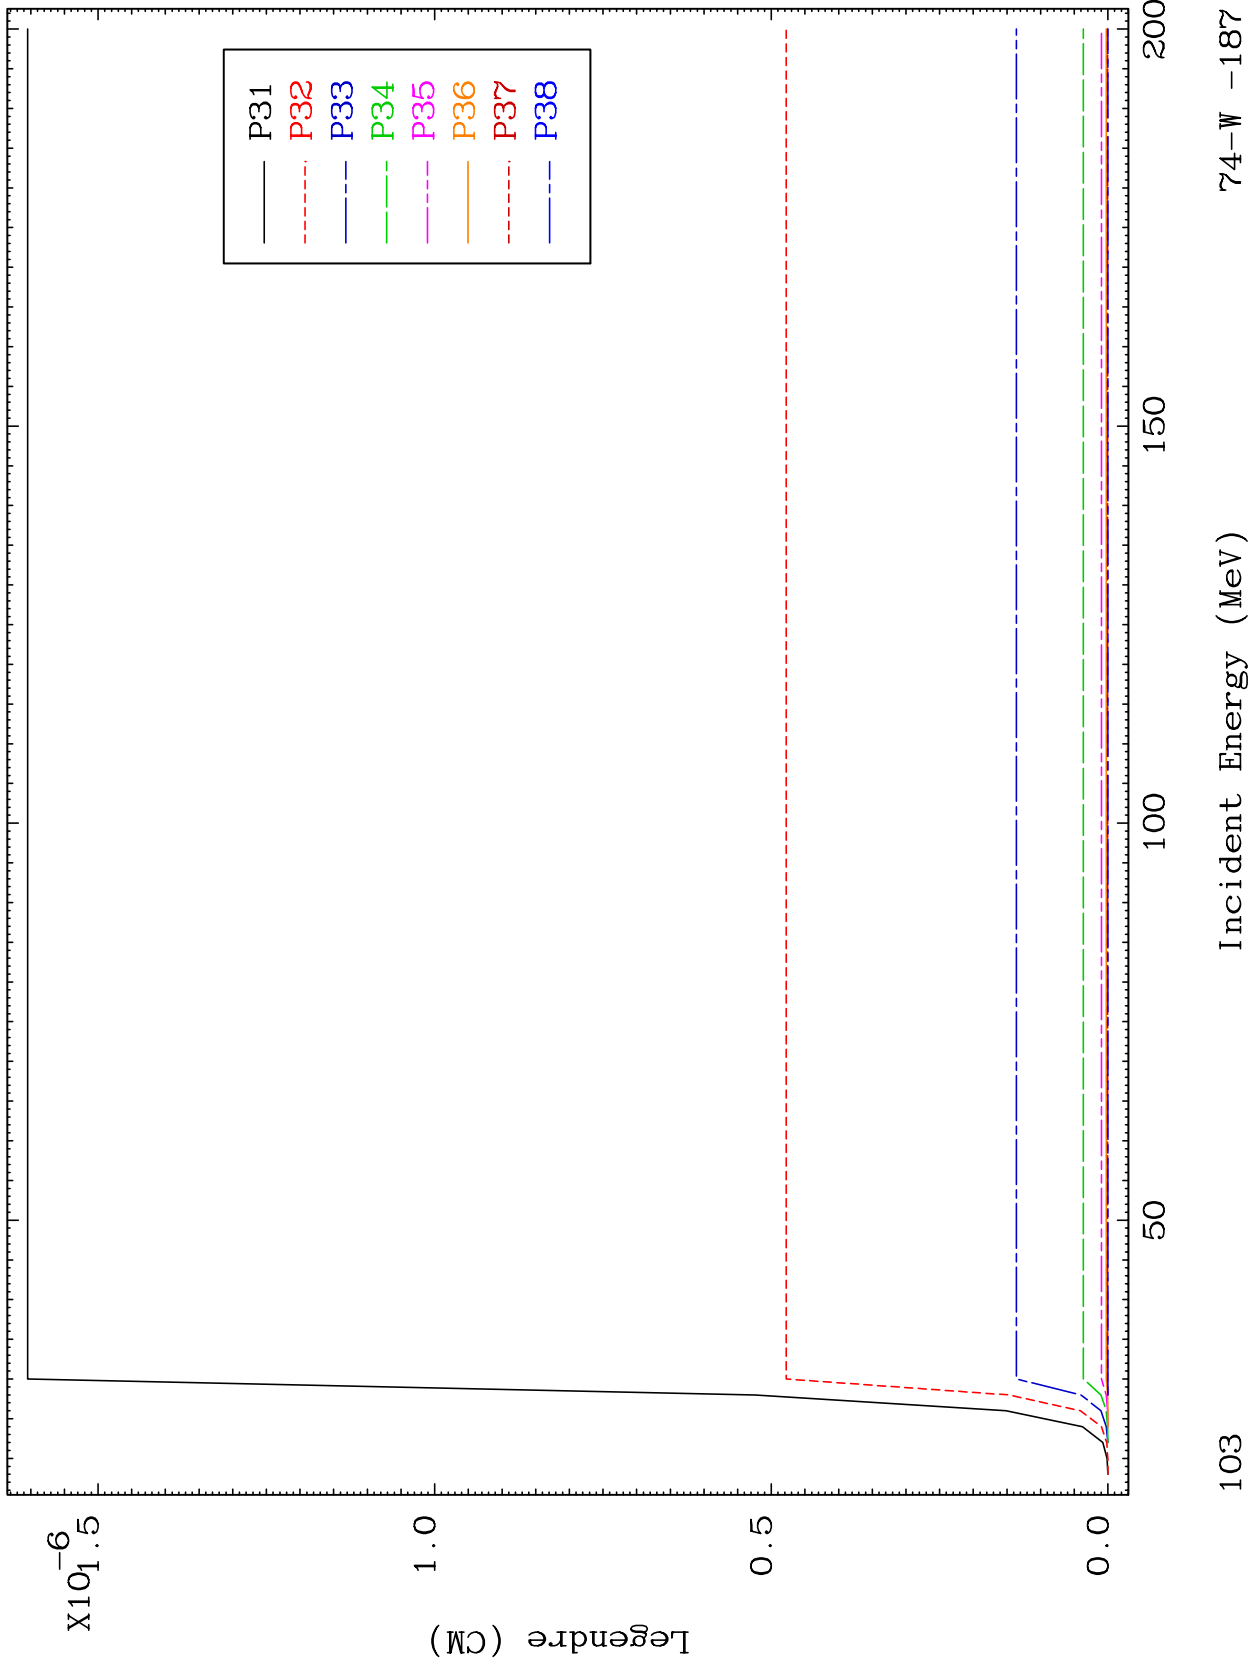 X10-6
1.5
1.0
0.5
0.0
Legendre (CM)
P31
P32
P33
P34
P35
P36
P37
P38
50
100
150
200
103
Incident Energy (MeV)
74-W -187